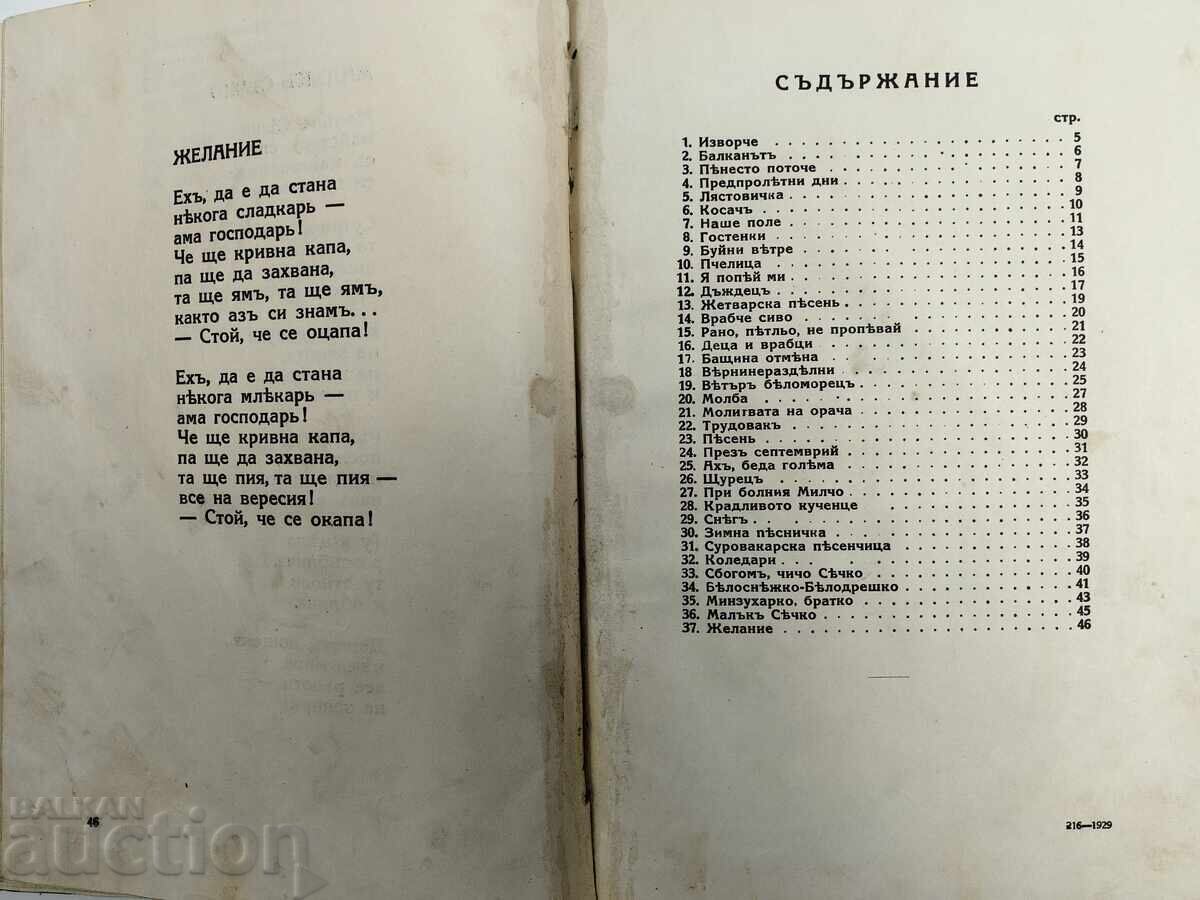 ЖЕЛАНИЕ
Ехъ, да е да стана
нѣкога сладкарь —
ама господарь!
Че ще кривна капа,
па ще да захвана,
та ще ямъ, та ще ямъ,
както азъ си знамъ...
— Стой, че се оцапа!
Ехъ, да е да стана
нѣкога млѣкарь —
ама господарь!
Че ще кривна капа,
па ще да захвана,
та ще пия, та ще пия —
все на вересия!
— Стой, че се окапа!
46
BALKAN
auction
СЪДЪРЖАНИЕ
стр.
1. Изворче 5
2. Балканътъ 6
3. Пѣнесто поточе 7
4. Предпролѣтни дни 8
5. Лястовичка 9
6. Косачъ 10
7. Наше поле 11
8. Гостенки 13
9. Буйни вѣтре 14
10. Пчелица 15
11. Я попѣй ми 16
12. Дъждецъ 17
13. Жетварска пѣсень 19
14. Врабче сиво 20
15. Рано, пѣтльо, не пропѣвай 21
16. Деца и врабци 22
17. Бащина отмѣна 23
18 Вѣрнинераздѣлни 24
19. Вѣтъръ бѣломорецъ 25
20. Молба 27
21. Молитвата на орача 28
22. Трудовакъ 29
23. Пѣсень 30
24. Презъ септемврий 31
25. Ахъ, беда голѣма 32
26. Щурецъ 33
27. При болния Милчо 34
28. Крадливото кученце 35
29. Снѣгъ 36
30. Зимна пѣсничка 37
31. Суровакарска пѣсенчица 38
32. Коледари 39
33. Сбогомъ, чичо Сѣчко 40
34. Бѣлоснѣжко-Бѣлодрешко 41
35. Минзухарко, братко 43
36. Малъкъ Сѣчко 45
37. Желание 46
216—1929